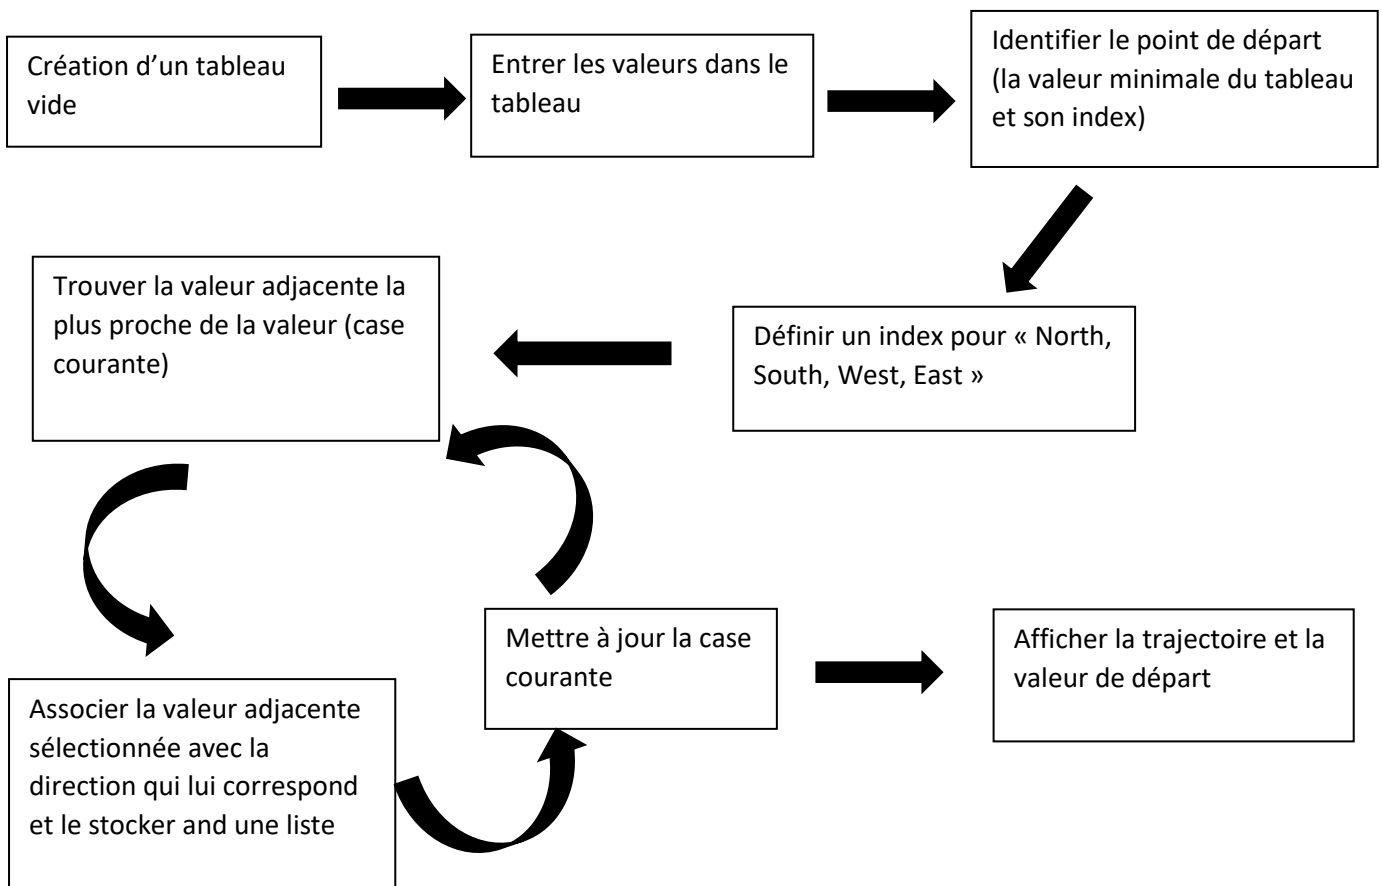 Création d’un tableau
vide
Entrer les valeurs dans le
tableau
Identifier le point de départ
(la valeur minimale du tableau
et son index)
Définir un index pour « North,
South, West, East »
Trouver la valeur adjacente la
plus proche de la valeur (case
courante)
Associer la valeur adjacente
sélectionnée avec la
direction qui lui correspond
et le stocker and une liste
Mettre à jour la case
courante
Afficher la trajectoire et la
valeur de départ